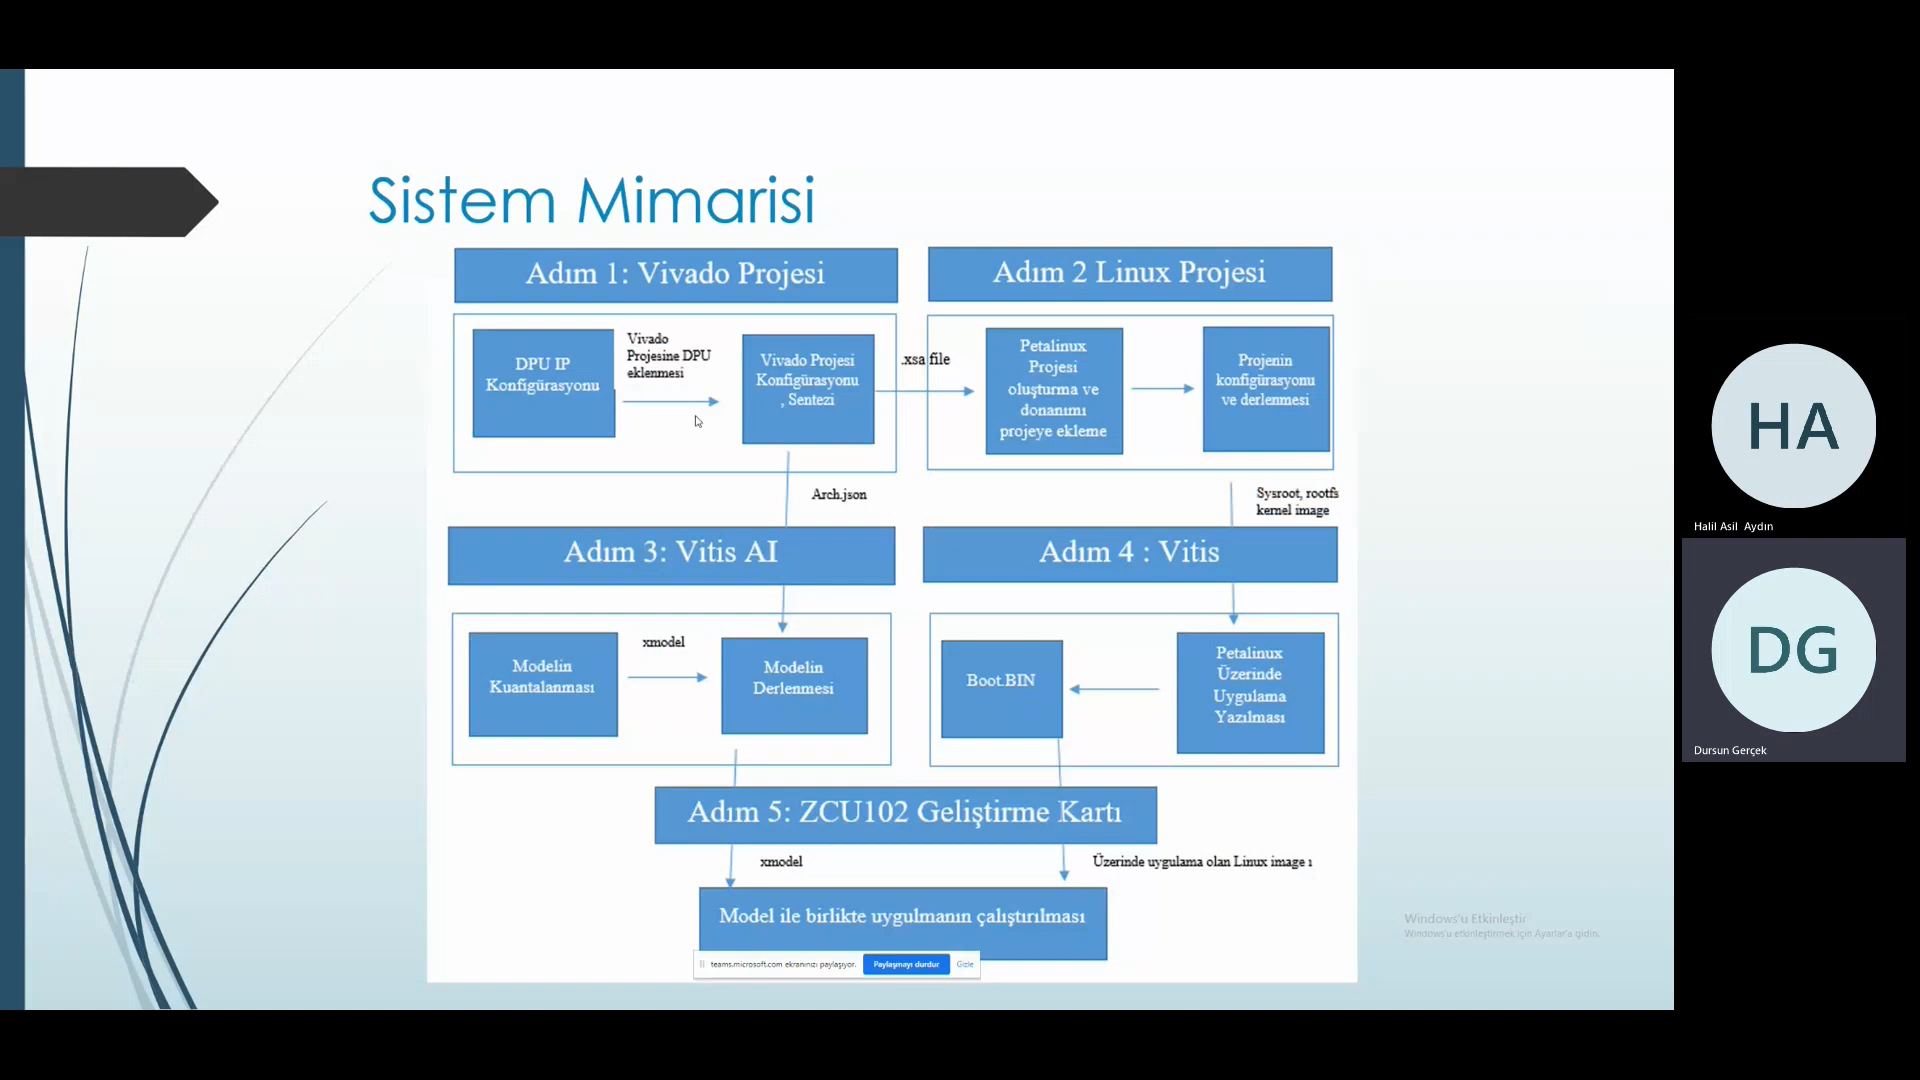 Sistem Mimarisi
Adım 1: Vivado Projesi
DPU IP
Konfigürasyonu
Vivado
Projesine DPU
eklenmesi
Vivado Projesi
Konfigürasyonu
, Sentezi
.xsa file
Adım 2 Linux Projesi
Petalinux
Projesi
oluşturma ve
donanımı
projeye ekleme
Projenin
konfigürasyonu
ve derlenmesi
Arch.json
Sysroot, rootfs
kernel image
Adım 3: Vitis AI
Modelin
Kuantalanması
xmodel
Modelin
Derlenmesi
Adım 4 : Vitis
Boot.BIN
Petalinux
Üzerinde
Uygulama
Yazılması
Adım 5: ZCU102 Geliştirme Kartı
xmodel
Üzerinde uygulama olan Linux image ı
Model ile birlikte uygulmanın çalıştırılması
teams.microsoft.com ekranınızı paylaşıyor.
Paylaşmayı durdur
Gizle
Windows'u Etkinleştir
Windows'u etkinleştirmek için Ayarlar'a gidin.
HA
Halil Asil Aydın
DG
Dursun Gerçek